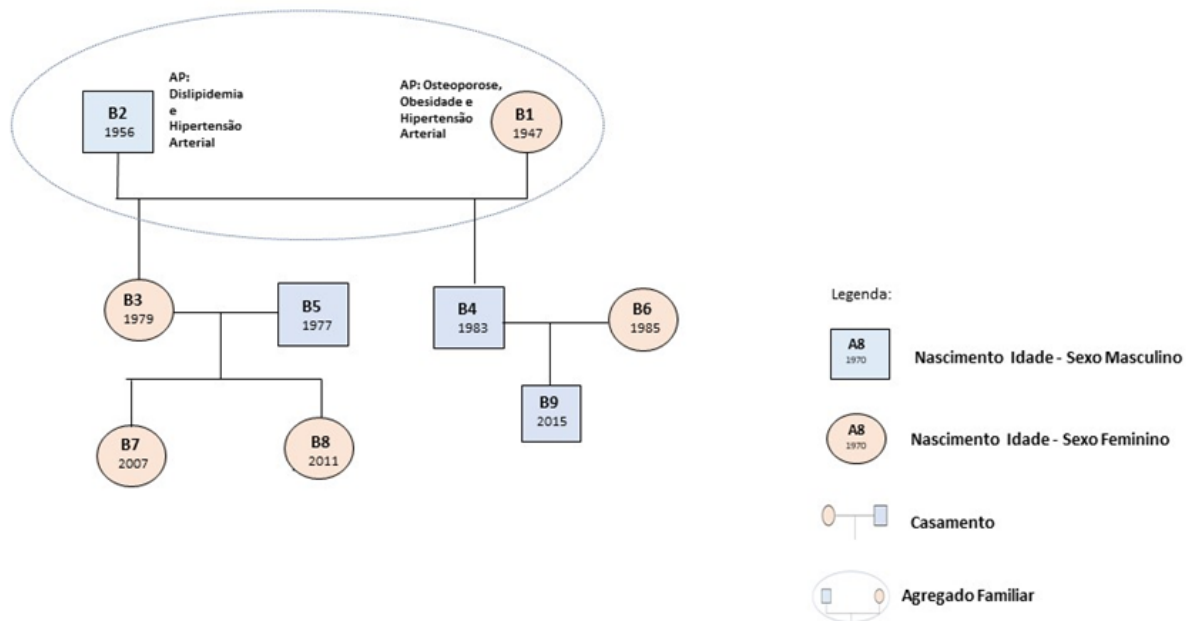 AP:
Dislipidemia
e
Hipertensão
Arterial
B2
1956
AP: Osteoporose,
Obesidade e
Hipertensão
Arterial
B1
1947
B3
1979
B5
1977
B4
1983
B6
1985
B7
2007
B8
2011
B9
2015
Legenda:
A8
1970
Nascimento Idade - Sexo Masculino
A8
1970
Nascimento Idade - Sexo Feminino
Casamento
Agregado Familiar